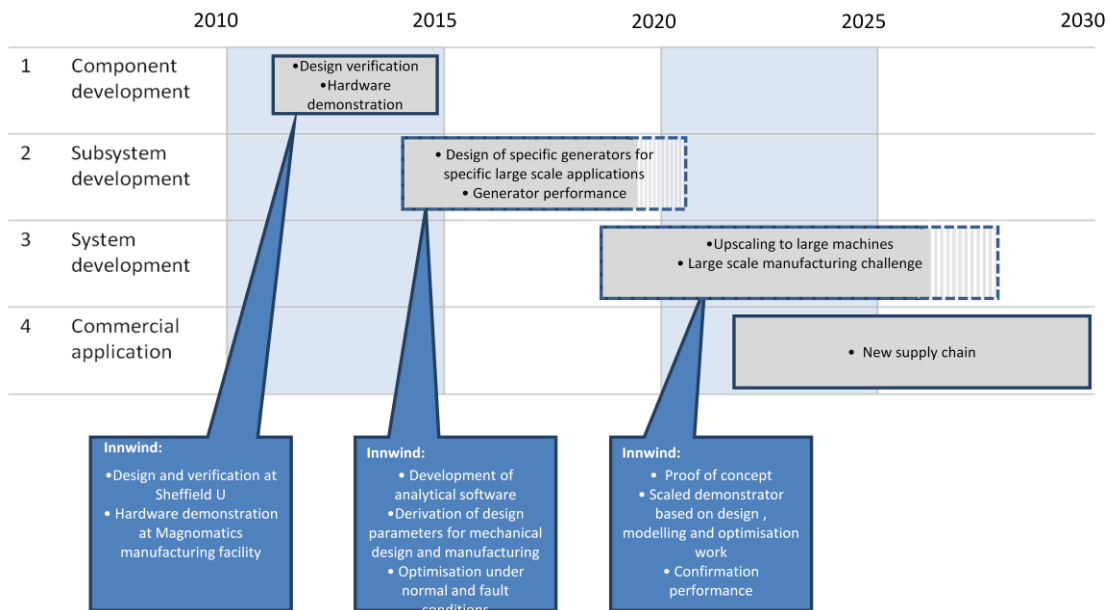 2010 2015 2020 2025 2030
1 Component
development
•Design verification
•Hardware
demonstration
2 Subsystem
development
• Design of specific generators for
specific large scale applications
• Generator performance
3 System
development
•Upscaling to large machines
• Large scale manufacturing challenge
4 Commercial
application
• New supply chain
Innwind:
•Design and verification at
Sheffield U
• Hardware demonstration
at Magnomatics
manufacturing facility
Innwind:
• Development of
analytical software
•Derivation of design
parameters for mechanical
design and manufacturing
• Optimisation under
normal and fault
conditions
Innwind:
• Proof of concept
• Scaled demonstrator
based on design ,
modelling and optimisation
work
• Confirmation
performance